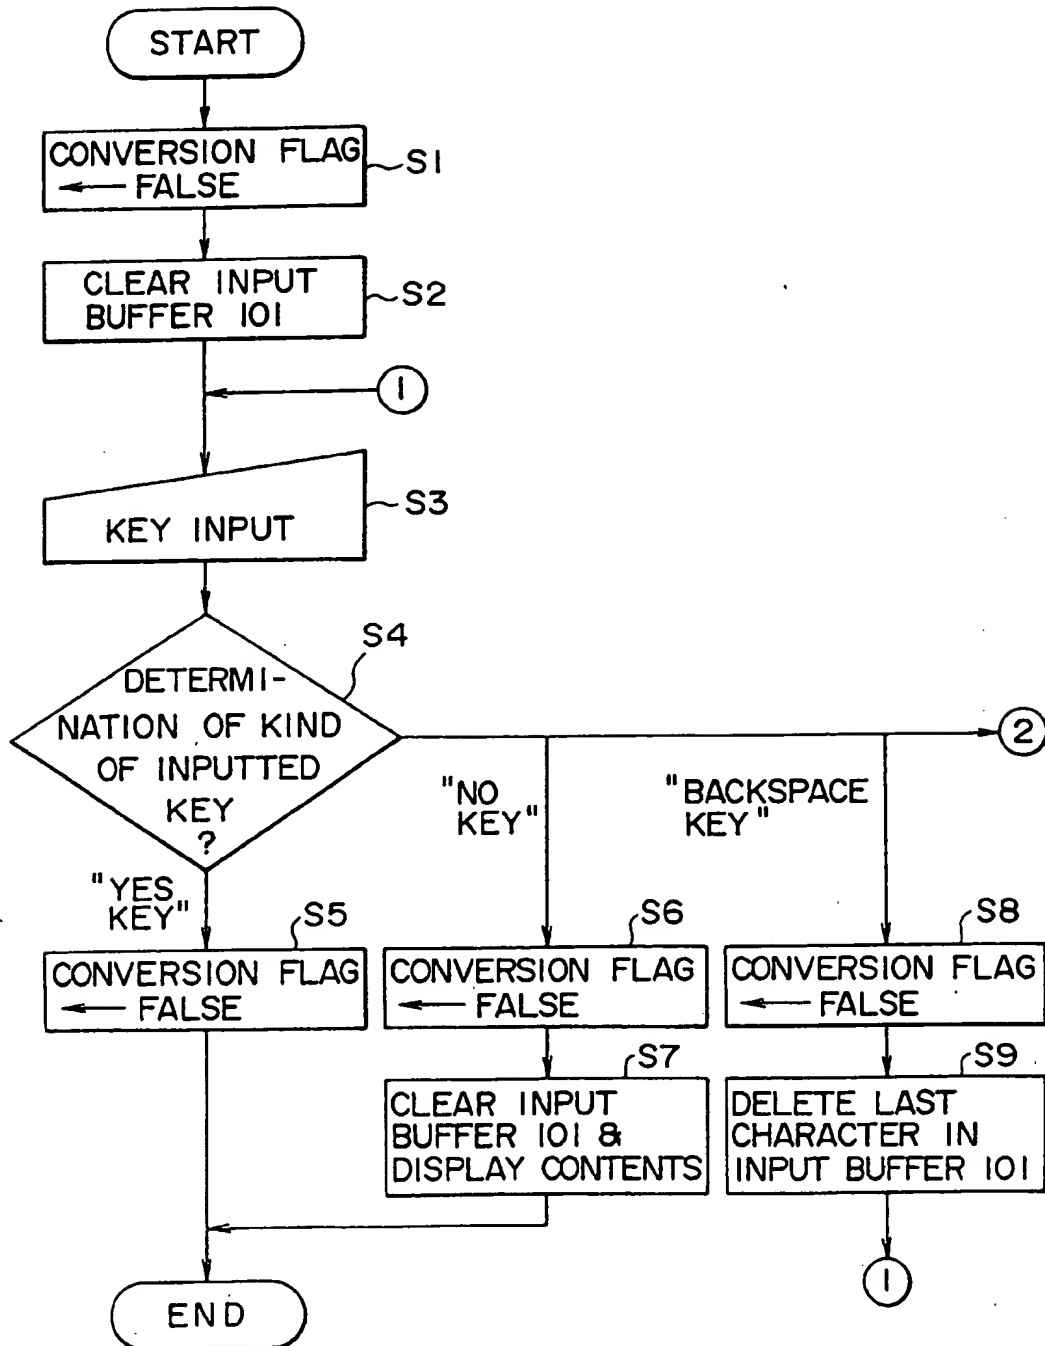 START
CONVERSION FLAG
← FALSE
S1
CLEAR INPUT
BUFFER 101
S2
1
KEY INPUT
S3
S4
DETERMI-
NATION OF KIND
OF INPUTTED
KEY
?
2
"NO
KEY"
"BACKSPACE
KEY"
"YES
KEY"
S5
CONVERSION FLAG
← FALSE
S6
CONVERSION FLAG
← FALSE
S8
CONVERSION FLAG
← FALSE
S7
CLEAR INPUT
BUFFER 101 &
DISPLAY CONTENTS
S9
DELETE LAST
CHARACTER IN
INPUT BUFFER 101
1
END